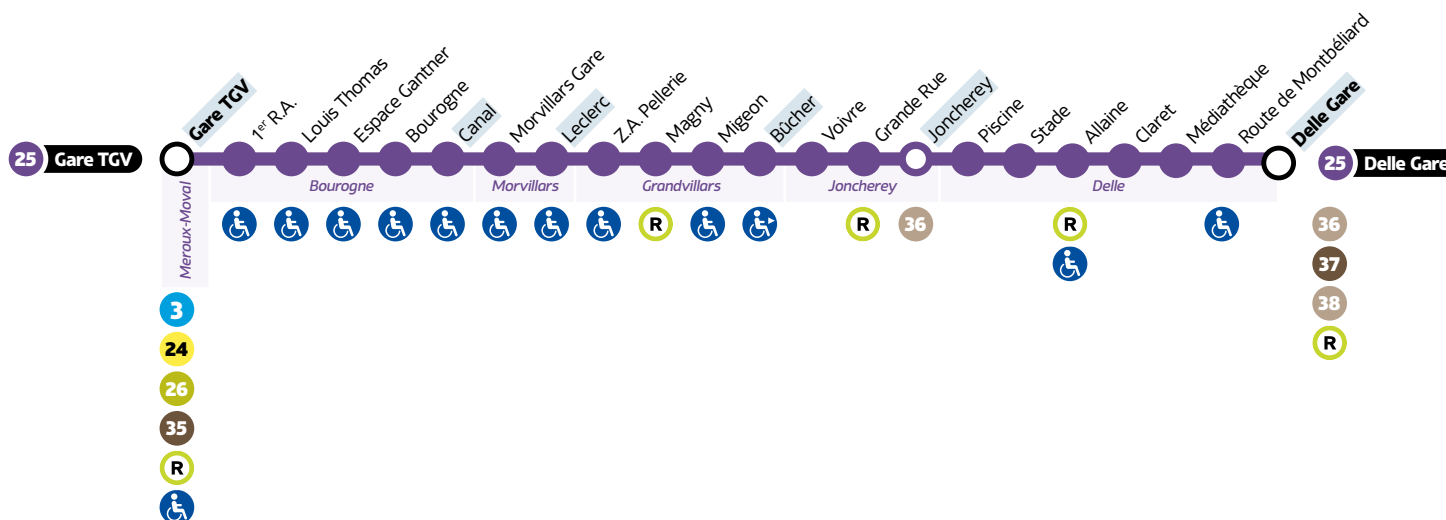 25 Gare TGV
Gare TGV
1er R.A.
Louis Thomas
Espace Gantner
Bourogne
Canal
Morvillars Gare
Leclerc
Z.A. Pellerie
Magny
Migeon
Bûcher
Voivre
Grande Rue
Joncherey
Piscine
Stade
Allaine
Claret
Médiathèque
Route de Montbéliard
Delle Gare
25 Delle Gare
Meroux-Moval
Bourogne
Morvillars
Grandvillars
Joncherey
Delle
R
R
36
R
3
24
26
35
R
36
37
38
R